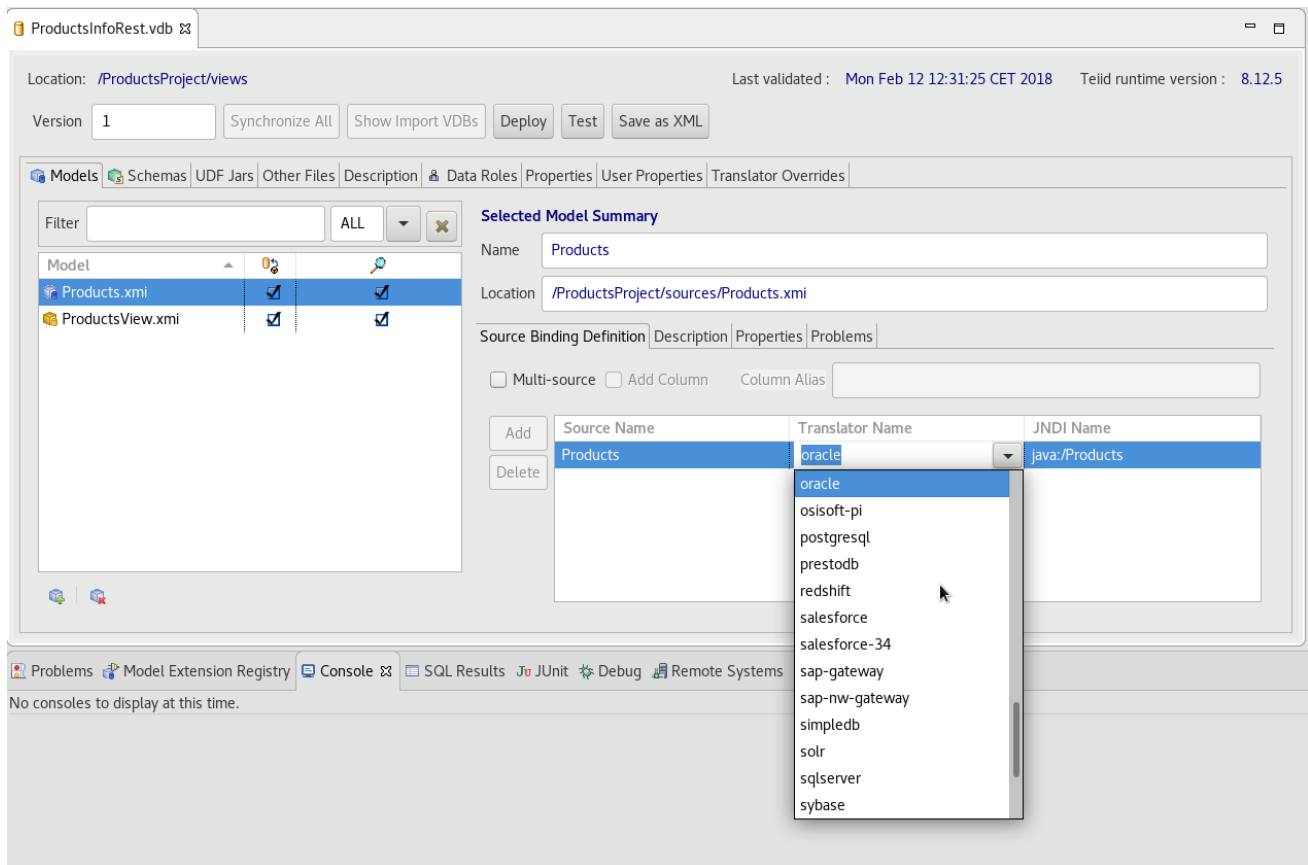 ProductsInfoRest.vdb
Location: /ProductsProject/views Last validated : Mon Feb 12 12:31:25 CET 2018 Teiid runtime version : 8.12.5
Version 1 Synchronize All Show Import VDBs Deploy Test Save as XML
Models Schemas UDF Jars Other Files Description Data Roles Properties User Properties Translator Overrides
Filter ALL
Model
Products.xmi
ProductsView.xmi
Selected Model Summary
Name Products
Location /ProductsProject/sources/Products.xmi
Source Binding Definition Description Properties Problems
Multi-source Add Column Column Alias
Add
Delete
Source Name Translator Name JNDI Name
Products oracle java:/Products
oracle
osisoft-pi
postgresql
prestodb
redshift
salesforce
salesforce-34
sap-gateway
sap-nw-gateway
simpledb
solr
sqlserver
sybase
Problems Model Extension Registry Console SQL Results JUnit Debug Remote Systems
No consoles to display at this time.